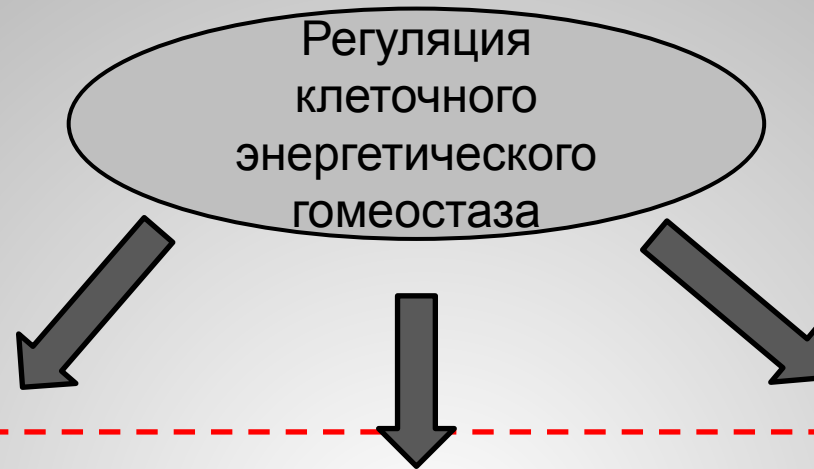 Регуляция
клеточного
энергетического
гомеостаза